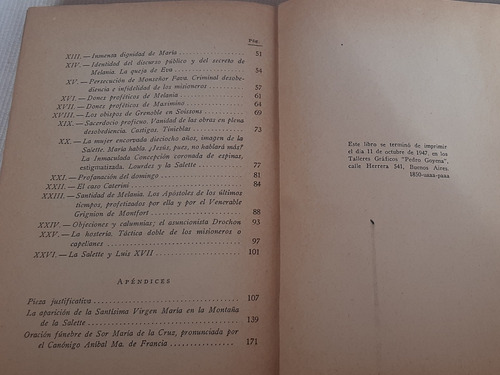 Pág.
XIII. — Inmensa dignidad de María .................... 51
XIV. — Identidad del discurso público y del secreto de
Melania. La queja de Eva .................... 54
XV. — Persecución de Monseñor Fava. Criminal desobe-
diencia e infidelidad de los misioneros ........ 57
XVI. — Dones proféticos de Melania .................... 61
XVII. — Dones proféticos de Maximino .................... 64
XVIII. — Los obispos de Grenoble en Soissons .......... 69
XIX. — Sacerdocio profícuo. Vanidad de las obras en plena
desobediencia. Castigos. Tinieblas .............. 73
XX. — La mujer encorvada dieciocho años, imagen de la
Salette. María habla. ¿Jesús, pues, no hablará más?
La Inmaculada Concepción coronada de espinas,
estigmatizada. Lourdes y la Salette ............ 77
XXI. — Profanación del domingo .................... 81
XXII. — El caso Caterini .................... 84
XXIII. — Santidad de Melania. Los Apóstoles de los últimos
tiempos, profetizados por ella y por el Venerable
Grignion de Montfort .................... 88
XXIV. — Objeciones y calumnias; el asuncionista Drochon 93
XXV. — La hostería. Táctica doble de los misioneros o
capellanes .................... 97
XXVI. — La Salette y Luis XVII .................... 101
APÉNDICES
Pieza justificativa .................... 107
La aparición de la Santísima Virgen María en la Montaña
de la Salette .................... 139
Oración fúnebre de Sor María de la Cruz, pronunciada por
el Canónigo Aníbal Ma. de Francia ................ 171
Este libro se terminó de imprimir
el día 11 de octubre de 1947, en los
Talleres Gráficos "Pedro Goyena",
calle Herrera 541, Buenos Aires.
1850-aaaa-paaa